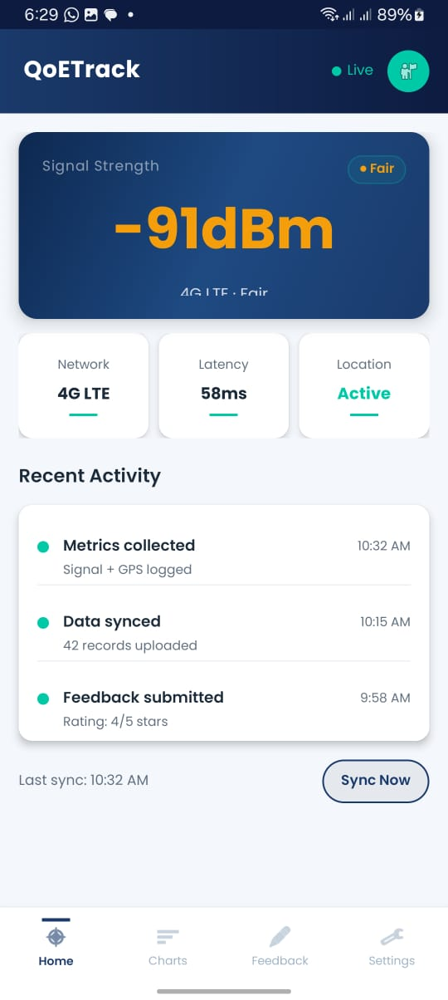 6:29
89%
QoETrack
Live
Signal Strength
Fair
-91dBm
4G LTE · Fair
Network
Latency
Location
4G LTE
58ms
Active
Recent Activity
Metrics collected
10:32 AM
Signal + GPS logged
Data synced
10:15 AM
42 records uploaded
Feedback submitted
9:58 AM
Rating: 4/5 stars
Last sync: 10:32 AM
Sync Now
Home
Charts
Feedback
Settings